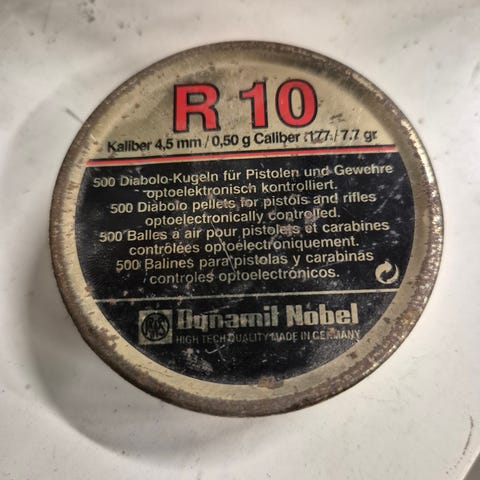 R 10
Kaliber 4,5 mm / 0,50 g Caliber .177 / 7.7 gr
500 Diabolo-Kugeln für Pistolen und Gewehre
optoelektronisch kontrolliert.
500 Diabolo pellets for pistols and rifles
optoelectronically controlled.
500 Balles à air pour pistolets et carabines
contrôlées optoélectroniquement.
500 Balines para pistolas y carabinas
controles optoelectrónicos.
RWS Dynamit Nobel
HIGH TECH QUALITY MADE IN GERMANY